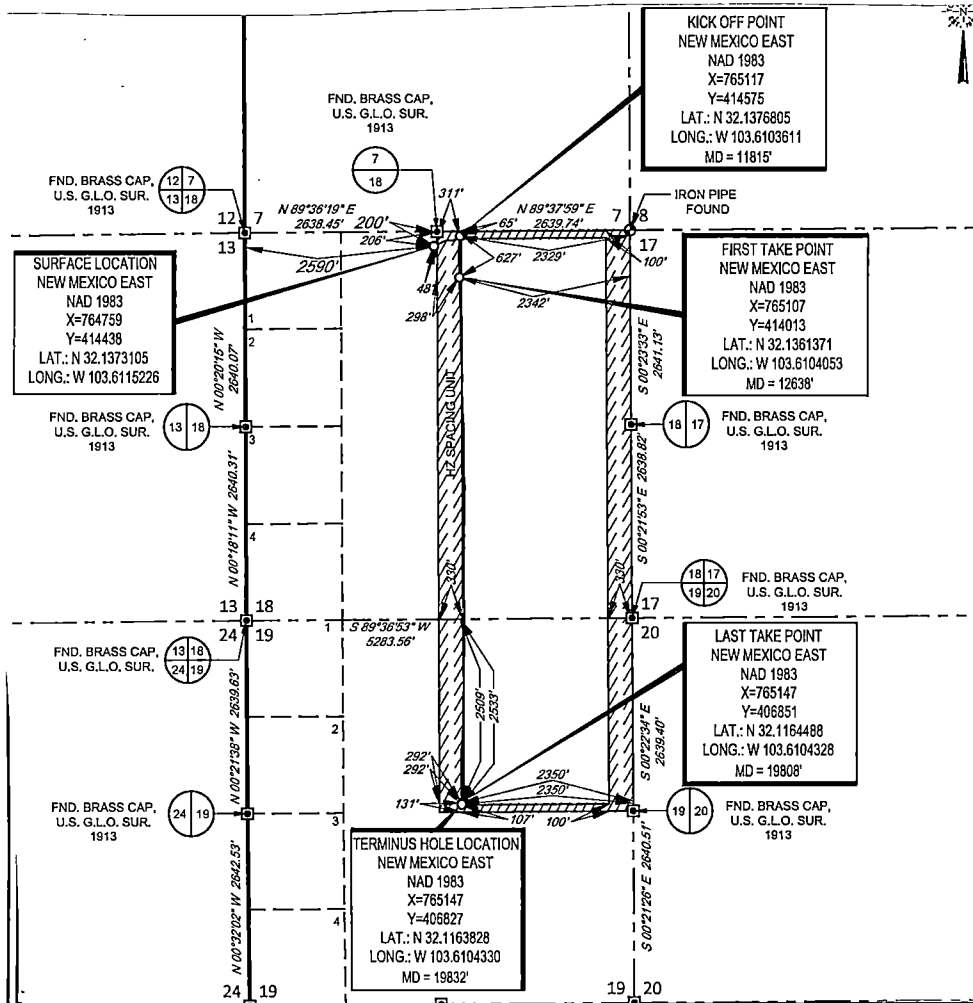 KICK OFF POINT
NEW MEXICO EAST
NAD 1983
X=765117
Y=414575
LAT.: N 32.1376805
LONG.: W 103.6103611
MD = 11815'
N
FND. BRASS CAP,
U.S. G.L.O. SUR.
1913
7
18
FND. BRASS CAP,
U.S. G.L.O. SUR.
1913
12 7
13 18
311'
N 89°36'19" E
2638.45'
200'
206'
65'
N 89°37'59" E
2639.74'
IRON PIPE
FOUND
12 7
13
7 8
17
2590'
48'
298'
627'
2329'
100'
2342'
SURFACE LOCATION
NEW MEXICO EAST
NAD 1983
X=764759
Y=414438
LAT.: N 32.1373105
LONG.: W 103.6115226
FIRST TAKE POINT
NEW MEXICO EAST
NAD 1983
X=765107
Y=414013
LAT.: N 32.1361371
LONG.: W 103.6104053
MD = 12638'
1
2
N 00°20'15" W
2640.07'
S 00°23'33" E
2641.13'
HZ SPACING UNIT
FND. BRASS CAP,
U.S. G.L.O. SUR.
1913
13 18
3
18 17
FND. BRASS CAP,
U.S. G.L.O. SUR.
1913
N 00°18'11" W 2640.31'
S 00°21'53" E 2638.82'
4
330'
330'
18 17
19 20
FND. BRASS CAP,
U.S. G.L.O. SUR.
1913
13 18
24 19
1
S 89°36'53" W
5283.56'
17
20
13 18
24 19
FND. BRASS CAP,
U.S. G.L.O. SUR.
1913
LAST TAKE POINT
NEW MEXICO EAST
NAD 1983
X=765147
Y=406851
LAT.: N 32.1164488
LONG.: W 103.6104328
MD = 19808'
N 00°21'38" W 2639.63'
2509'
2533'
S 00°22'34" E
2639.40'
2
292'
292'
2350'
2350'
131'
107'
100'
FND. BRASS CAP,
U.S. G.L.O. SUR.
1913
24 19
3
19 20
FND. BRASS CAP,
U.S. G.L.O. SUR.
1913
TERMINUS HOLE LOCATION
NEW MEXICO EAST
NAD 1983
X=765147
Y=406827
LAT.: N 32.1163828
LONG.: W 103.6104330
MD = 19832'
N 00°32'02" W 2642.53'
S 00°21'26" E 2640.51'
4
24 19
19 20